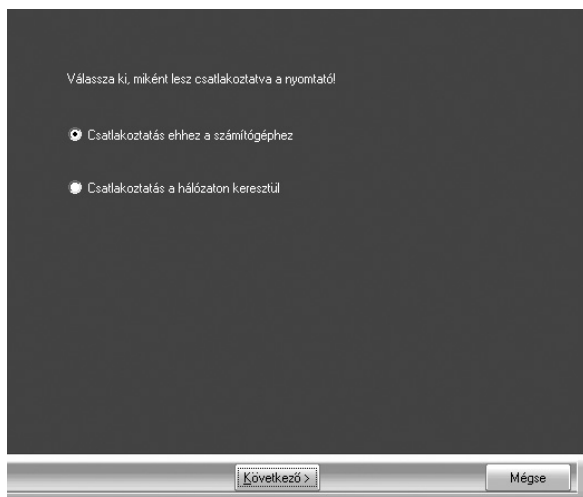 Válassza ki, miként lesz csatlakoztatva a nyomtató!
Csatlakoztatás ehhez a számítógéphez
Csatlakoztatás a hálózaton keresztül
Következő >
Mégse